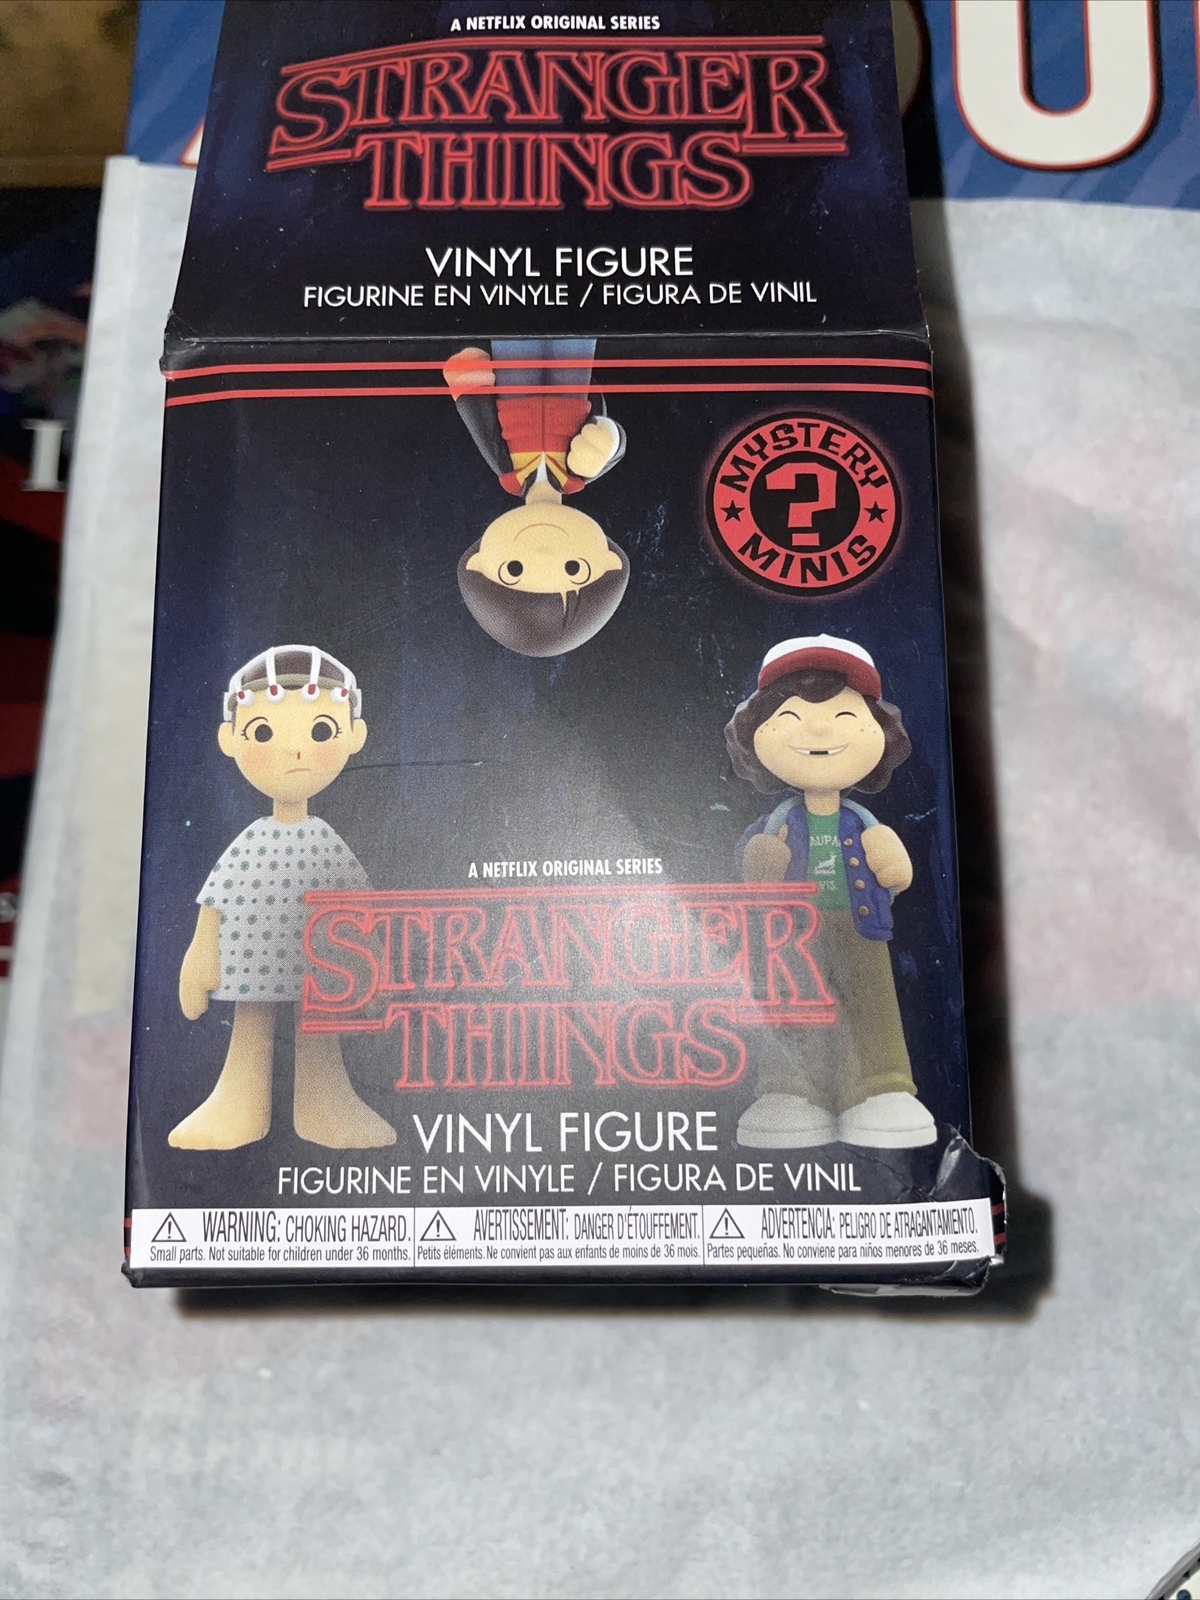 A NETFLIX ORIGINAL SERIES
STRANGER
THINGS
VINYL FIGURE
FIGURINE EN VINYLE / FIGURA DE VINIL
MYSTERY
?
MINIS
A NETFLIX ORIGINAL SERIES
STRANGER
THINGS
VINYL FIGURE
FIGURINE EN VINYLE / FIGURA DE VINIL
WARNING: CHOKING HAZARD.
Small parts. Not suitable for children under 36 months.
AVERTISSEMENT: DANGER D'ÉTOUFFEMENT.
Petits éléments. Ne convient pas aux enfants de moins de 36 mois.
ADVERTENCIA: PELIGRO DE ATRAGANTAMIENTO.
Partes pequeñas. No conviene para niños menores de 36 meses.